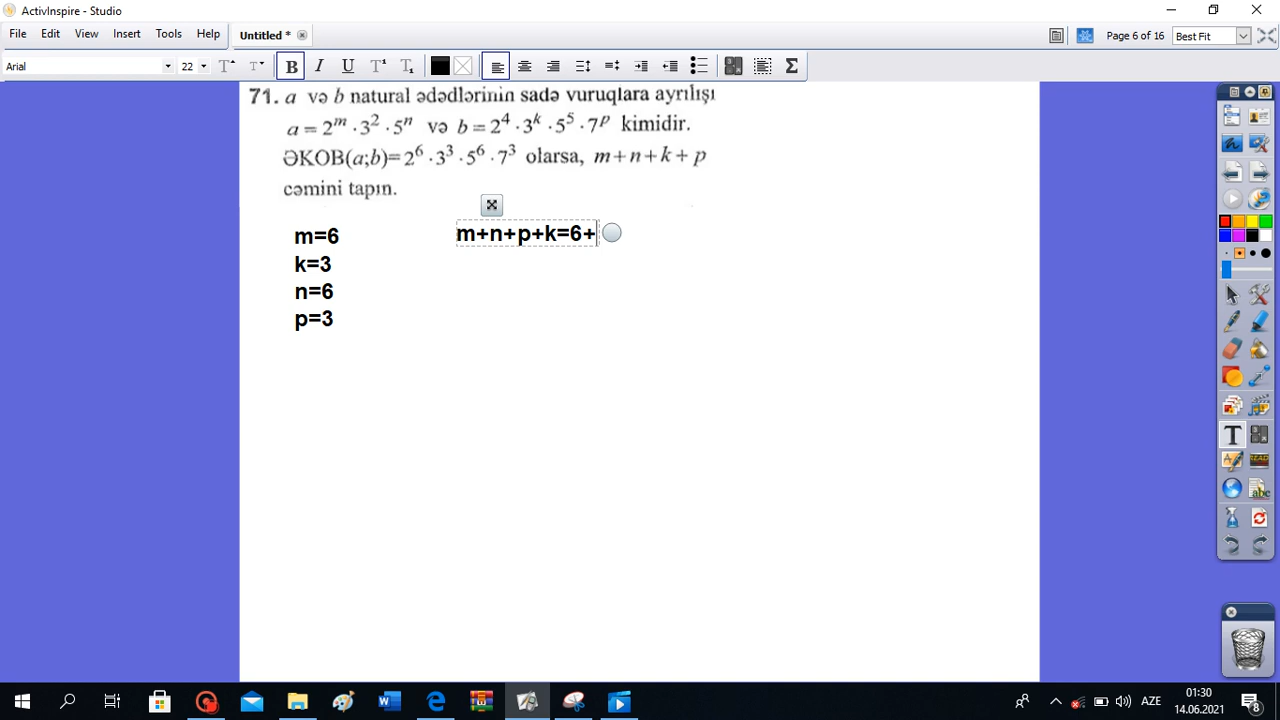 ActivInspire - Studio
File Edit View Insert Tools Help
Untitled *
Page 6 of 16
Best Fit
Arial
22
71. a və b natural ədədlərinin sadə vuruqlara ayrılışı
a = 2^m · 3^2 · 5^n və b = 2^4 · 3^k · 5^5 · 7^p kimidir.
ƏKOB(a;b)= 2^6 · 3^3 · 5^6 · 7^3 olarsa, m+n+k+p
cəmini tapın.
m=6
k=3
n=6
p=3
m+n+p+k=6+
AZE
01:30
14.06.2021
8